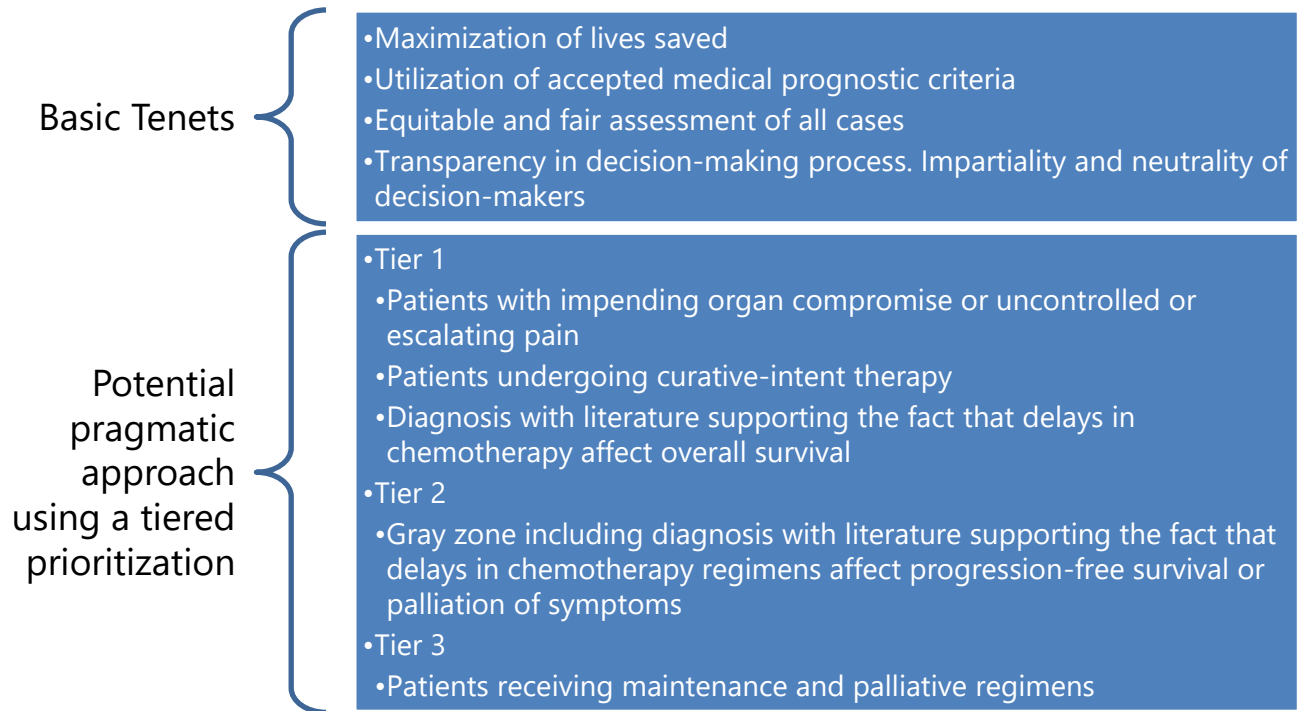 Basic Tenets
•Maximization of lives saved
•Utilization of accepted medical prognostic criteria
•Equitable and fair assessment of all cases
•Transparency in decision-making process. Impartiality and neutrality of
decision-makers
Potential
pragmatic
approach
using a tiered
prioritization
•Tier 1
•Patients with impending organ compromise or uncontrolled or
escalating pain
•Patients undergoing curative-intent therapy
•Diagnosis with literature supporting the fact that delays in
chemotherapy affect overall survival
•Tier 2
•Gray zone including diagnosis with literature supporting the fact that
delays in chemotherapy regimens affect progression-free survival or
palliation of symptoms
•Tier 3
•Patients receiving maintenance and palliative regimens